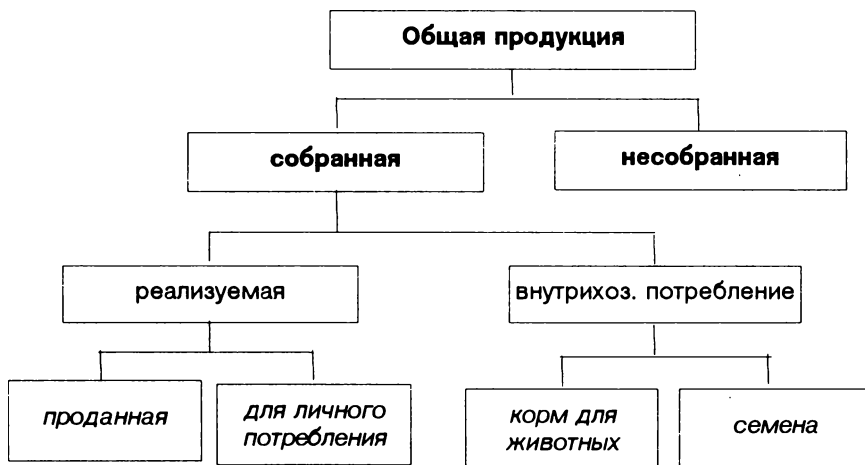 Общая продукция
собранная
несобранная
реализуемая
внутрихоз. потребление
проданная
для личного
потребления
корм для
животных
семена